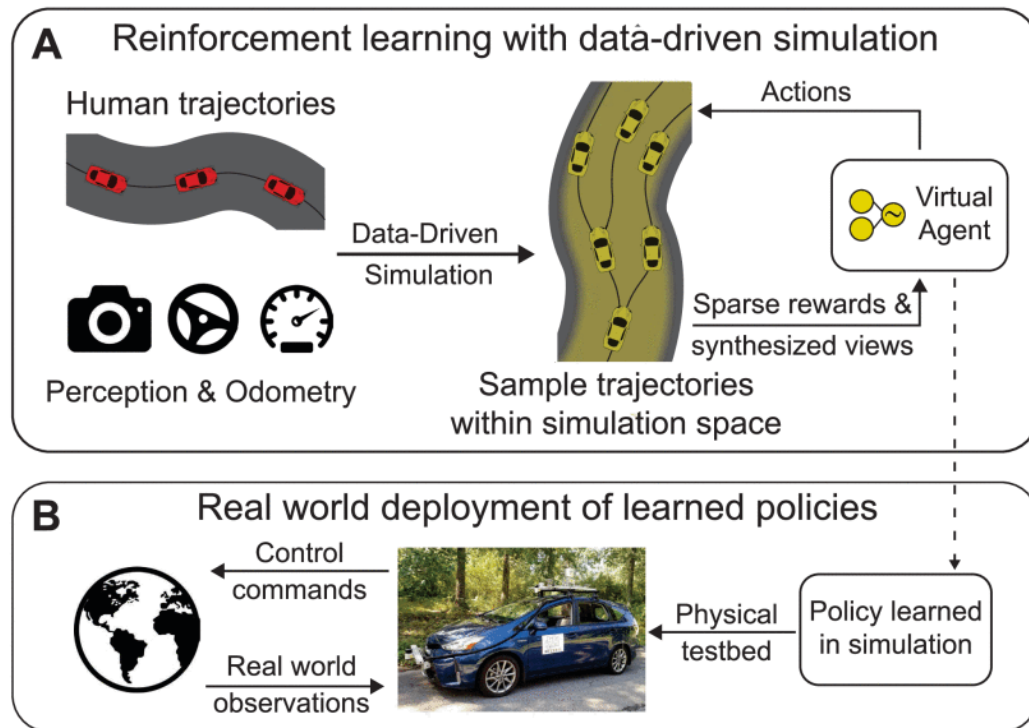 A
Reinforcement learning with data-driven simulation
Human trajectories
Actions
Virtual
Agent
Data-Driven
Simulation
Sparse rewards &
synthesized views
Perception & Odometry
Sample trajectories
within simulation space
B
Real world deployment of learned policies
Control
commands
Physical
testbed
Policy learned
in simulation
Real world
observations